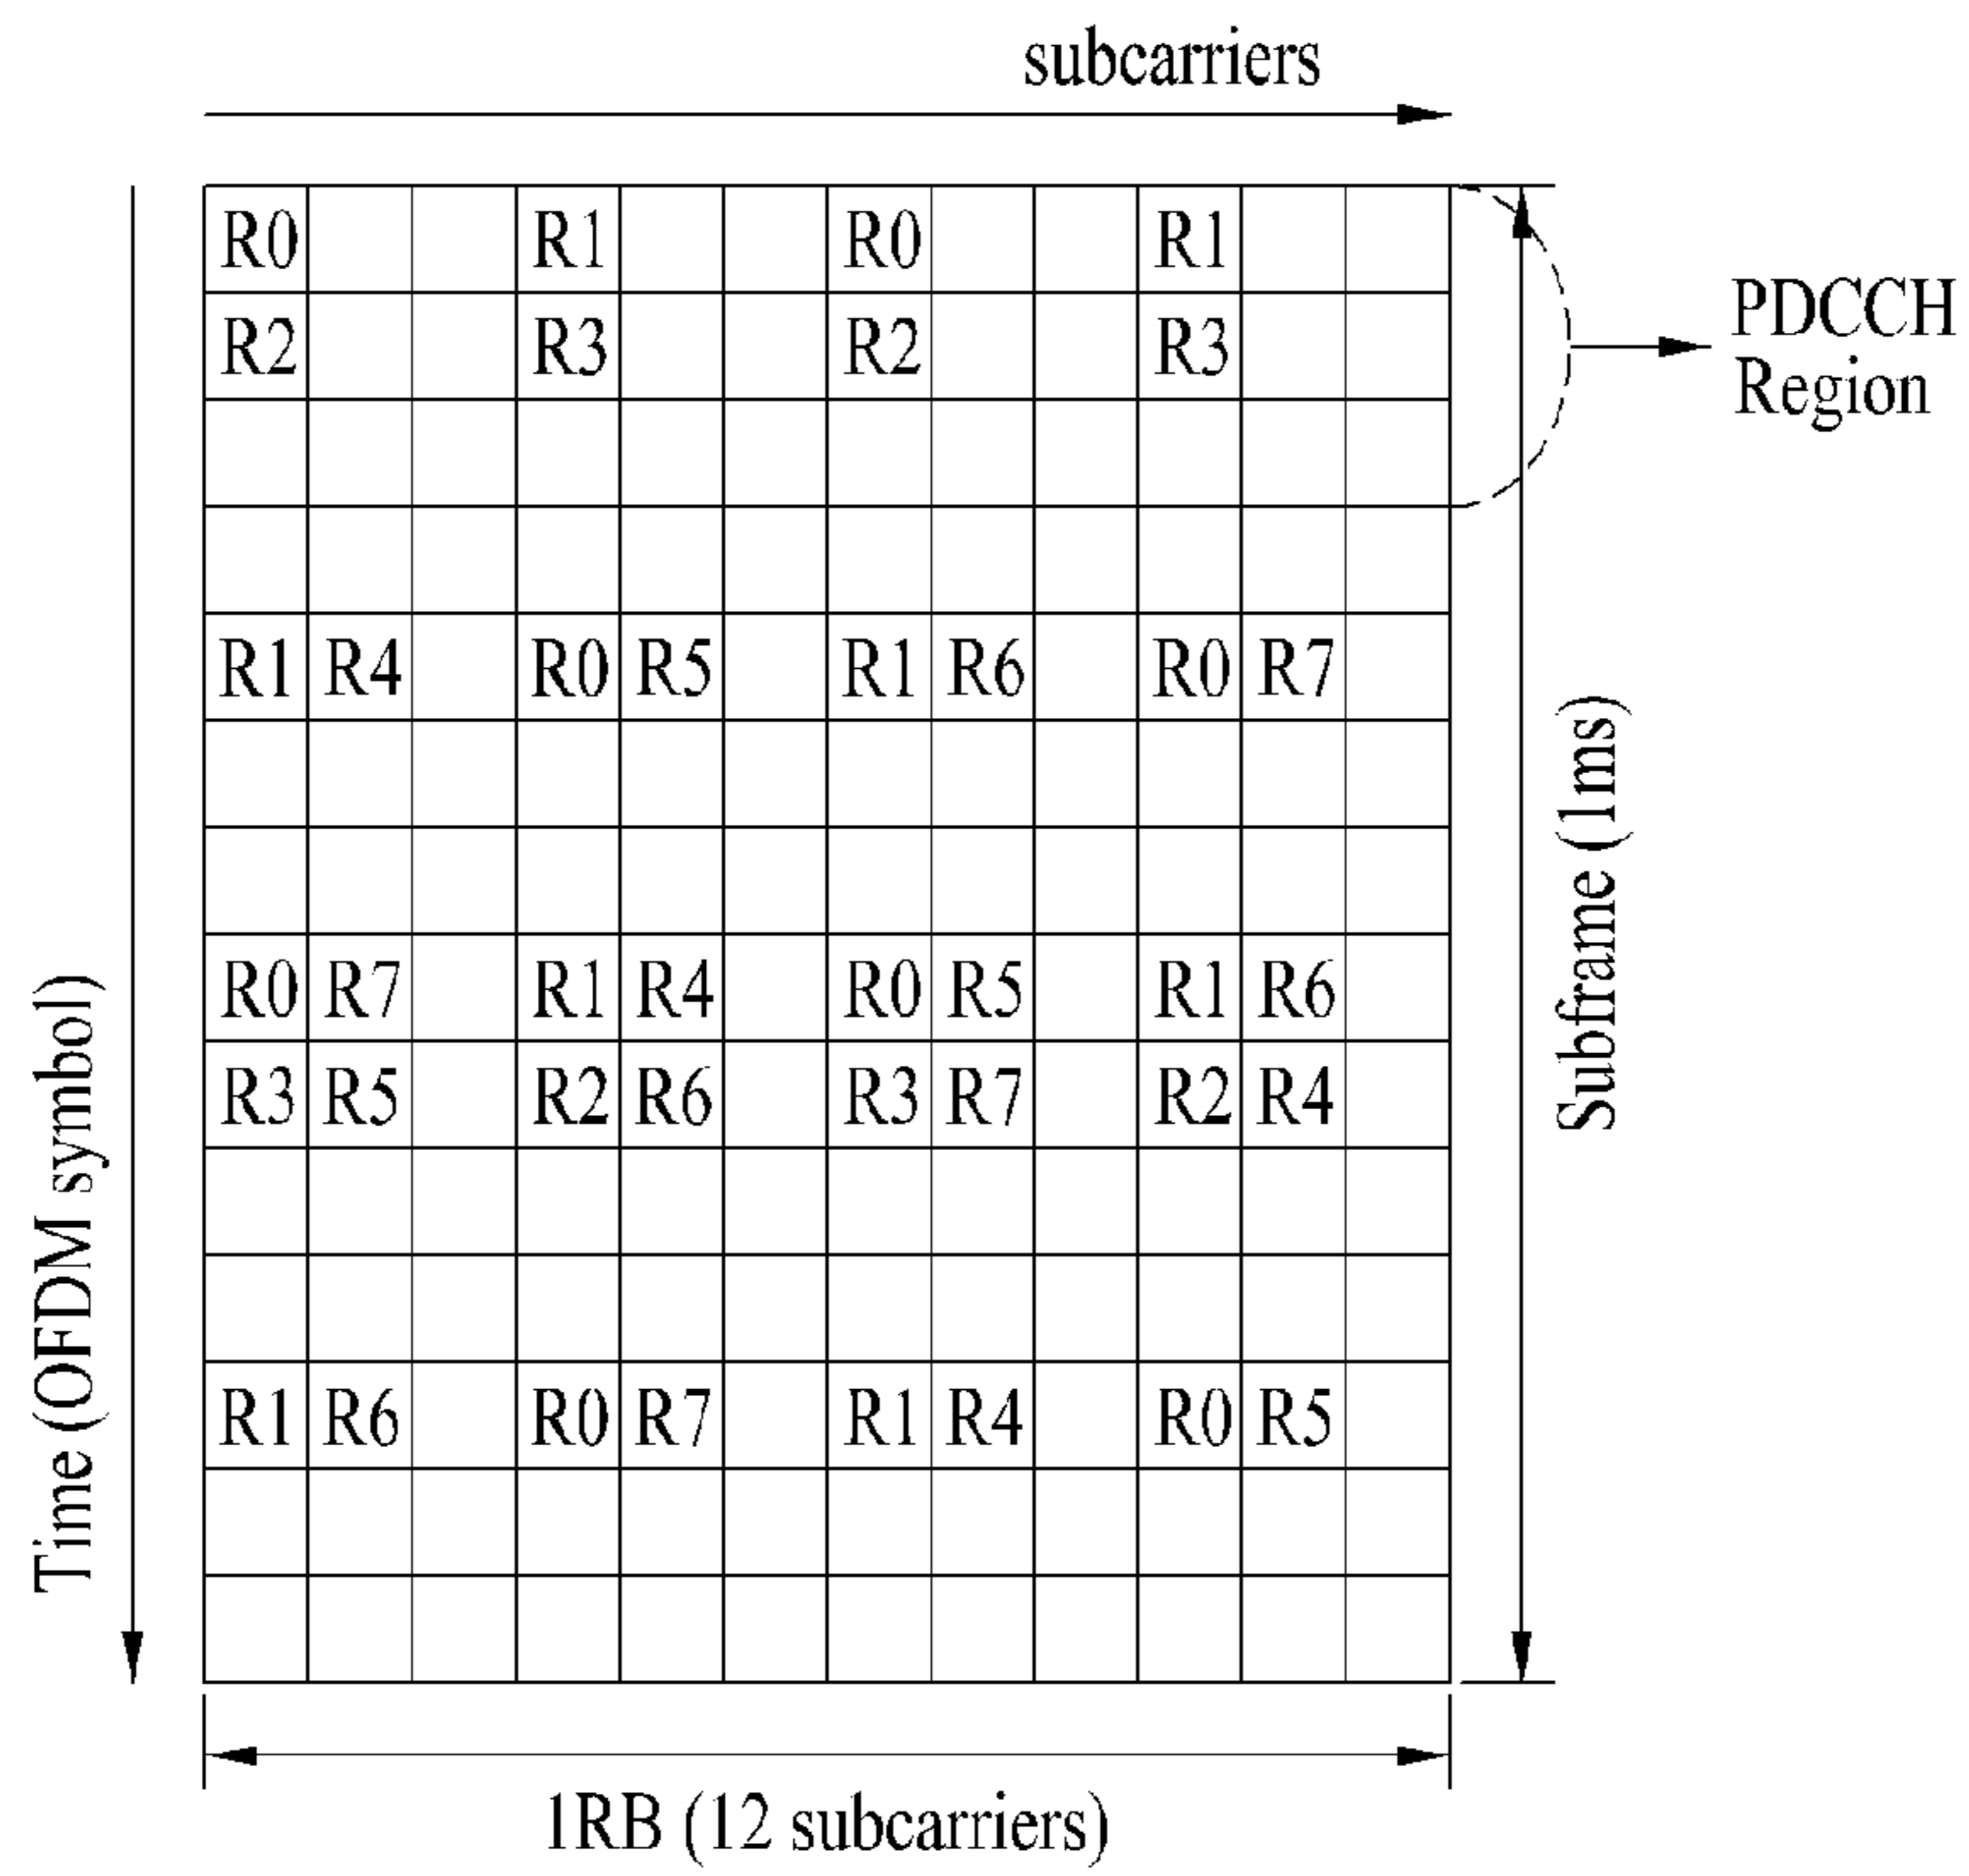 subcarriers
R0 R1 R0 R1
R2 R3 R2 R3
PDCCH
Region
R1 R4 R0 R5 R1 R6 R0 R7
R0 R7 R1 R4 R0 R5 R1 R6
R3 R5 R2 R6 R3 R7 R2 R4
R1 R6 R0 R7 R1 R4 R0 R5
Time (OFDM symbol)
Subframe (1ms)
1RB (12 subcarriers)